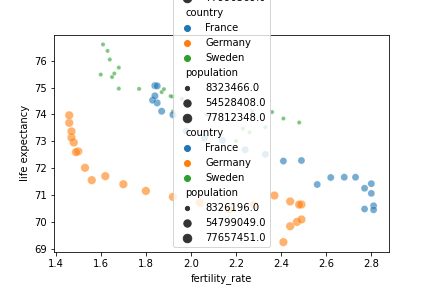 country
France
Germany
Sweden
population
8323466.0
54528408.0
77812348.0
country
France
Germany
Sweden
population
8326196.0
54799049.0
77657451.0
76
75
74
73
72
71
70
69
life expectancy
1.4 1.6 1.8 2.0 2.2 2.4 2.6 2.8
fertility_rate